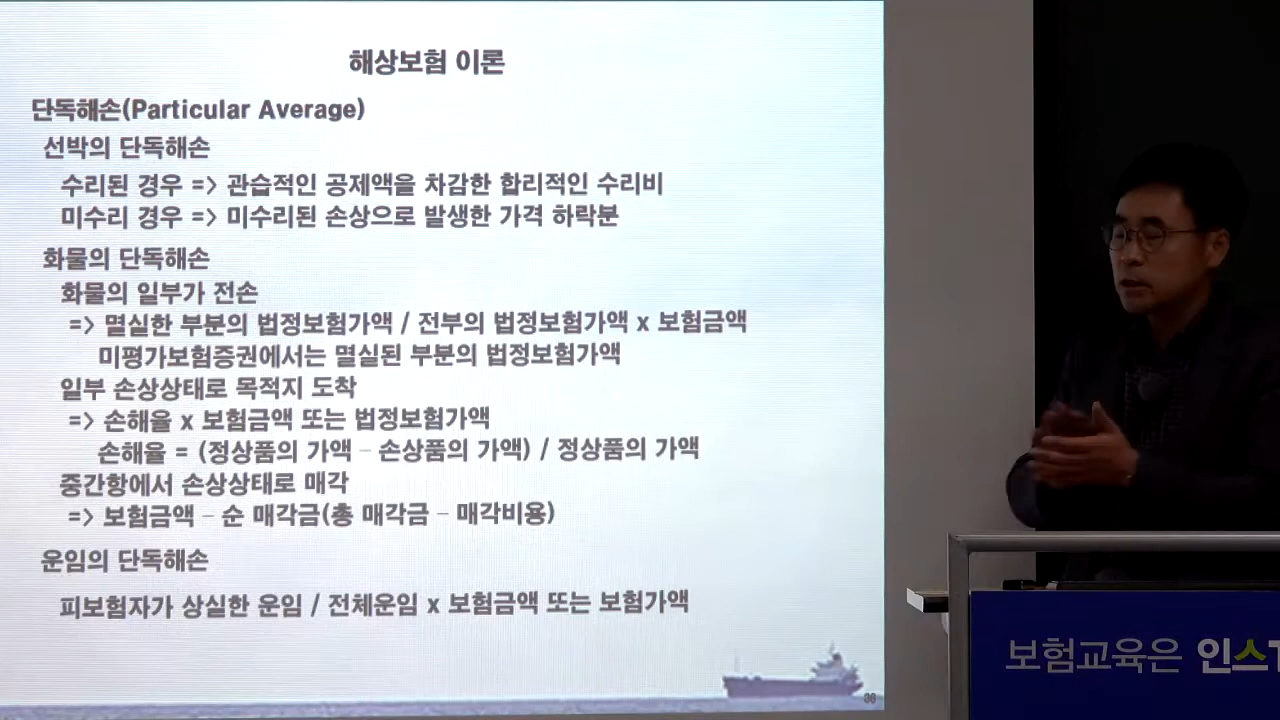 해상보험 이론
단독해손(Particular Average)
선박의 단독해손
수리된 경우 => 관습적인 공제액을 차감한 합리적인 수리비
미수리 경우 => 미수리된 손상으로 발생한 가격 하락분
화물의 단독해손
화물의 일부가 전손
=> 멸실한 부분의 법정보험가액 / 전부의 법정보험가액 x 보험금액
미평가보험증권에서는 멸실된 부분의 법정보험가액
일부 손상상태로 목적지 도착
=> 손해율 x 보험금액 또는 법정보험가액
손해율 = (정상품의 가액 – 손상품의 가액) / 정상품의 가액
중간항에서 손상상태로 매각
=> 보험금액 – 순 매각금(총 매각금 – 매각비용)
운임의 단독해손
피보험자가 상실한 운임 / 전체운임 x 보험금액 또는 보험가액
보험교육은 인스